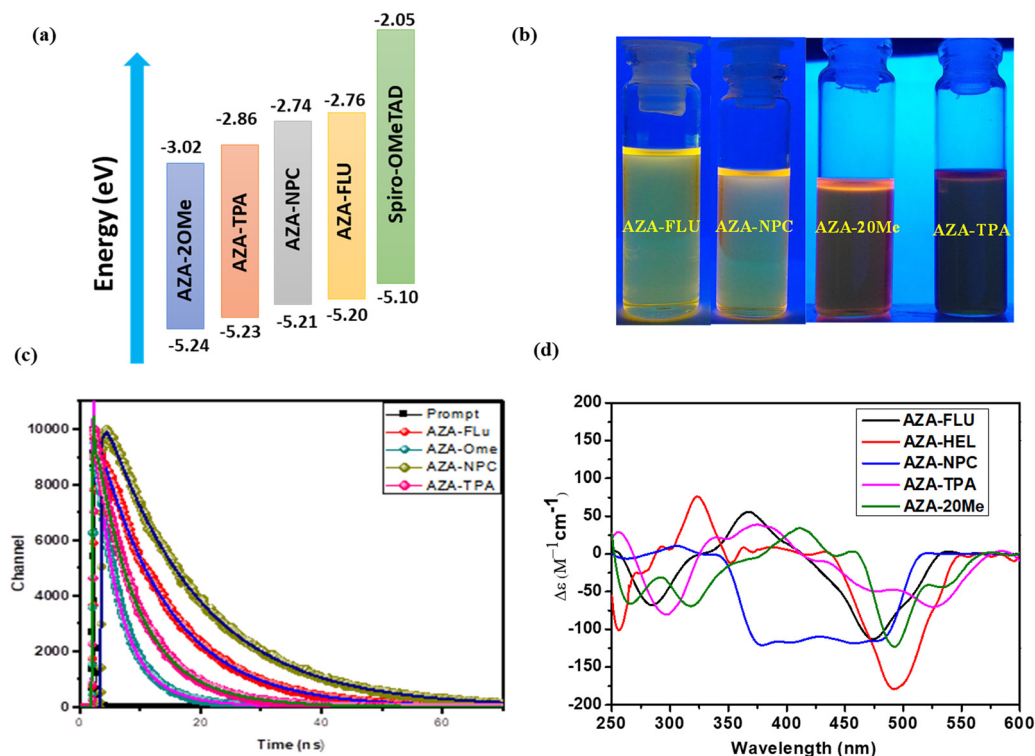 (a)
Energy (eV)
-3.02
AZA-2OMe
-5.24
-2.86
AZA-TPA
-5.23
-2.74
AZA-NPC
-5.21
-2.76
AZA-FLU
-5.20
-2.05
Spiro-OMeTAD
-5.10
(b)
AZA-FLU
AZA-NPC
AZA-20Me
AZA-TPA
(c)
Channel
10000
8000
6000
4000
2000
0
0 20 40 60
Time (ns)
Prompt
AZA-FLu
AZA-Ome
AZA-NPC
AZA-TPA
(d)
Δε (M⁻¹cm⁻¹)
200
150
100
50
0
-50
-100
-150
-200
250 300 350 400 450 500 550 600
Wavelength (nm)
AZA-FLU
AZA-HEL
AZA-NPC
AZA-TPA
AZA-20Me